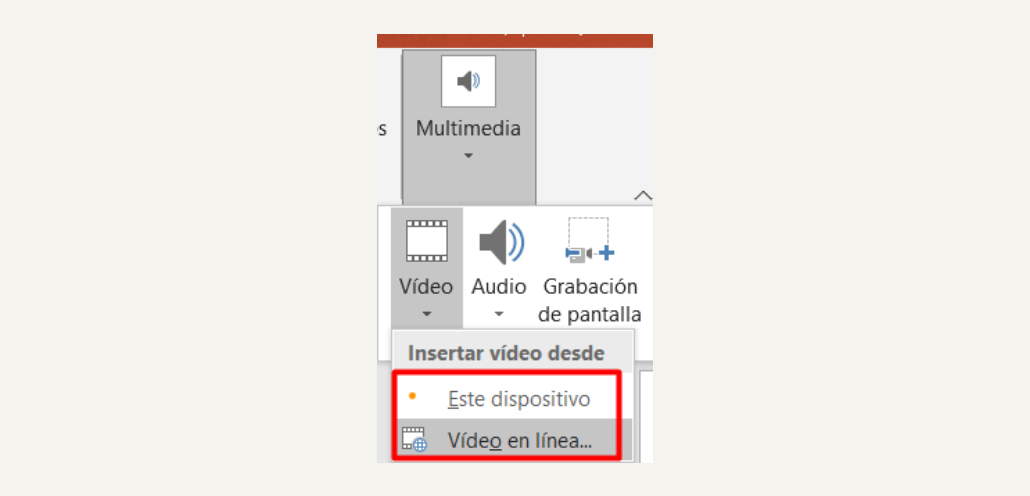 s
Multimedia
Vídeo
Audio
Grabación
de pantalla
Insertar vídeo desde
Este dispositivo
Vídeo en línea...